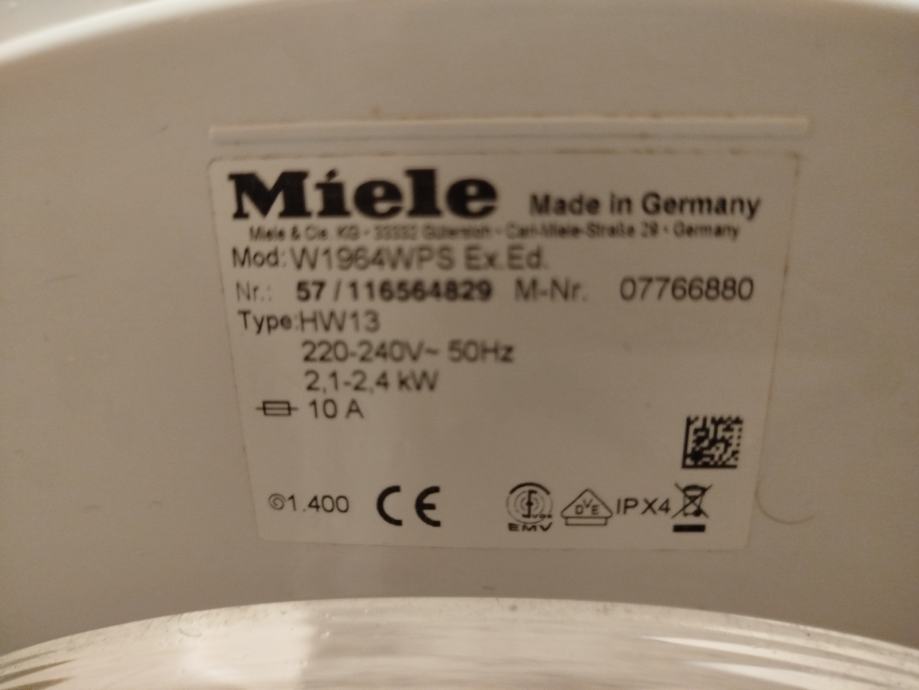 Miele Made in Germany
Miele & Cie. KG - 33332 Gütersloh - Carl-Miele-Straße 29 - Germany
Mod: W1964WPS Ex.Ed.
Nr.: 57/116564829 M-Nr. 07766880
Type:HW13
220-240V~ 50Hz
2,1-2,4 kW
10 A
©1.400 CE EMV DVE IPX4